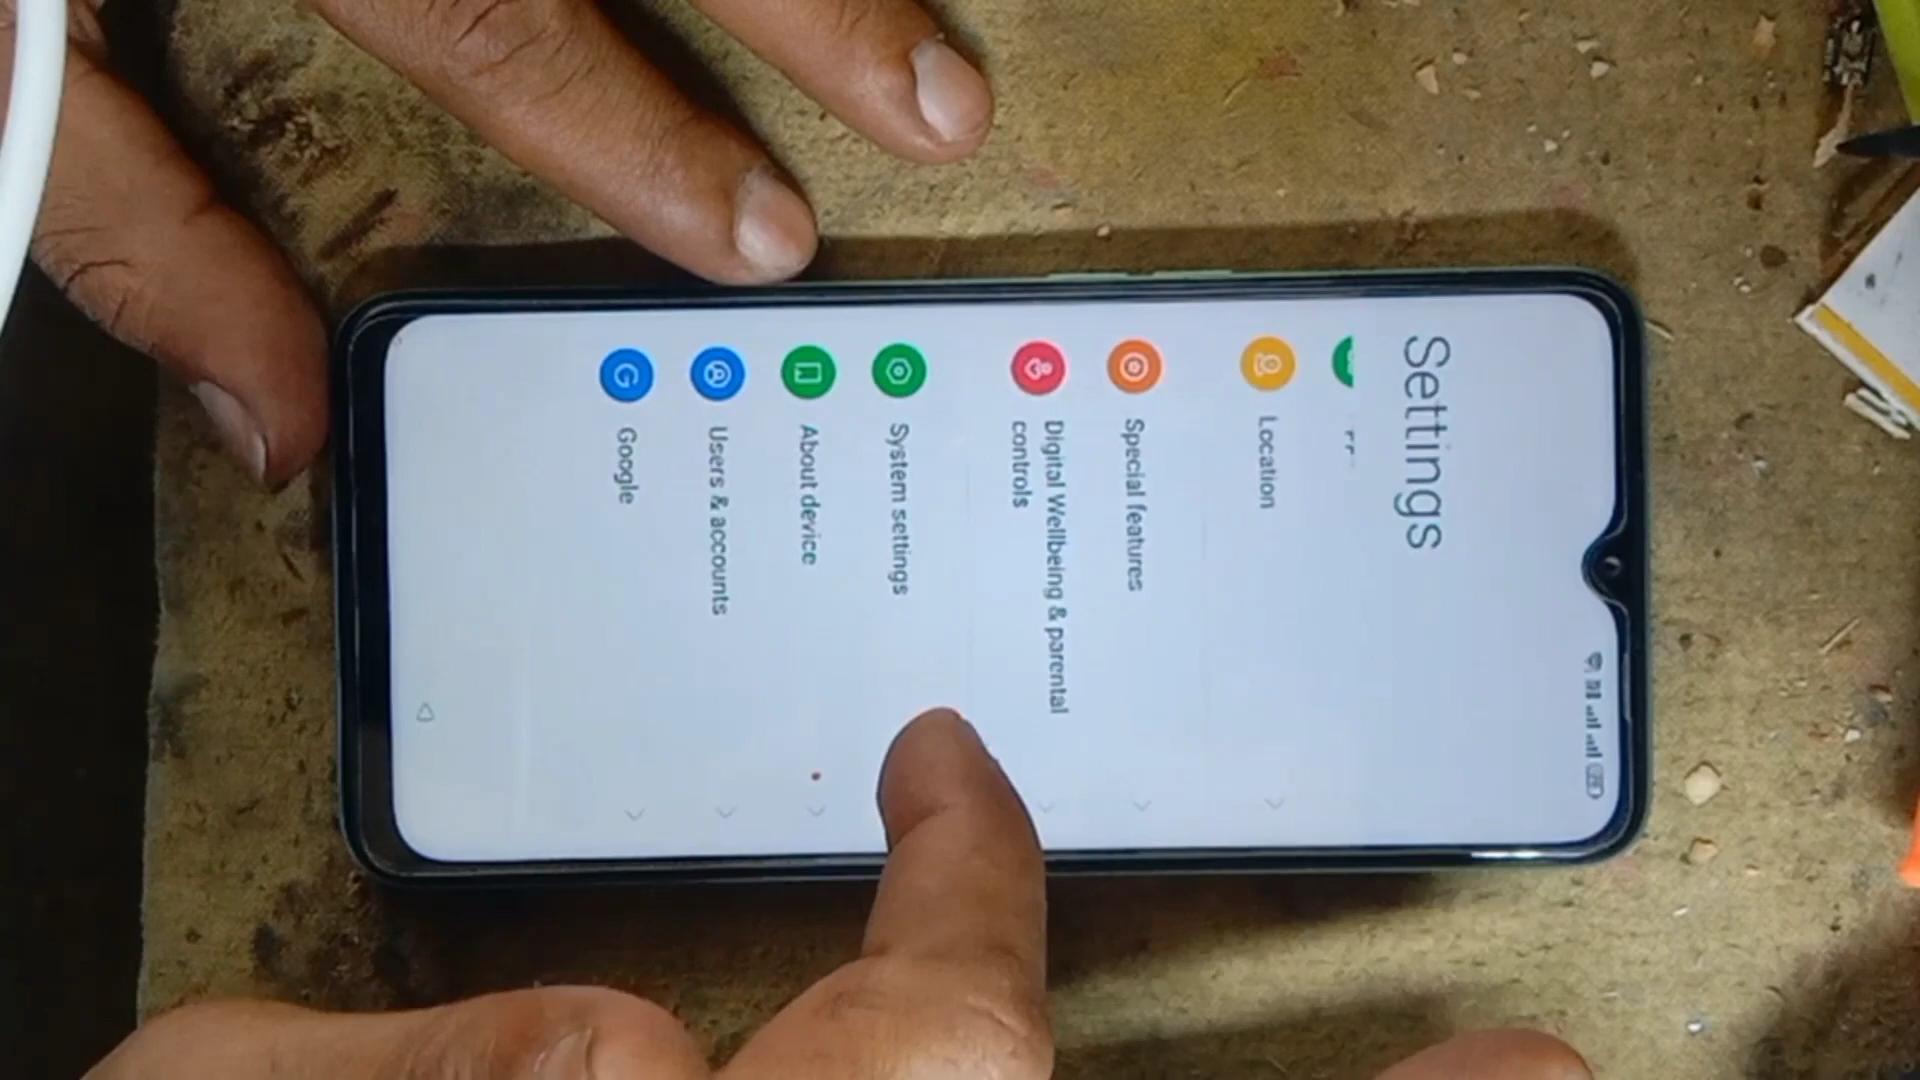 Settings
Location
Special features
Digital Wellbeing & parental
controls
System settings
About device
Users & accounts
Google